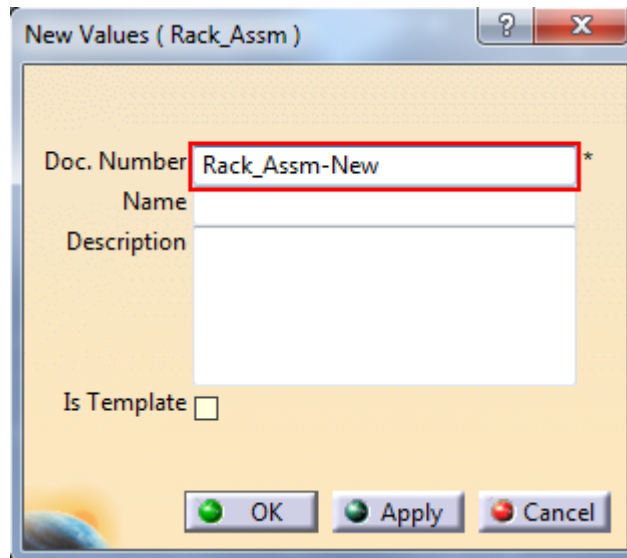 New Values ( Rack_Assm )
?
Doc. Number Rack_Assm-New *
Name
Description
Is Template
OK Apply Cancel